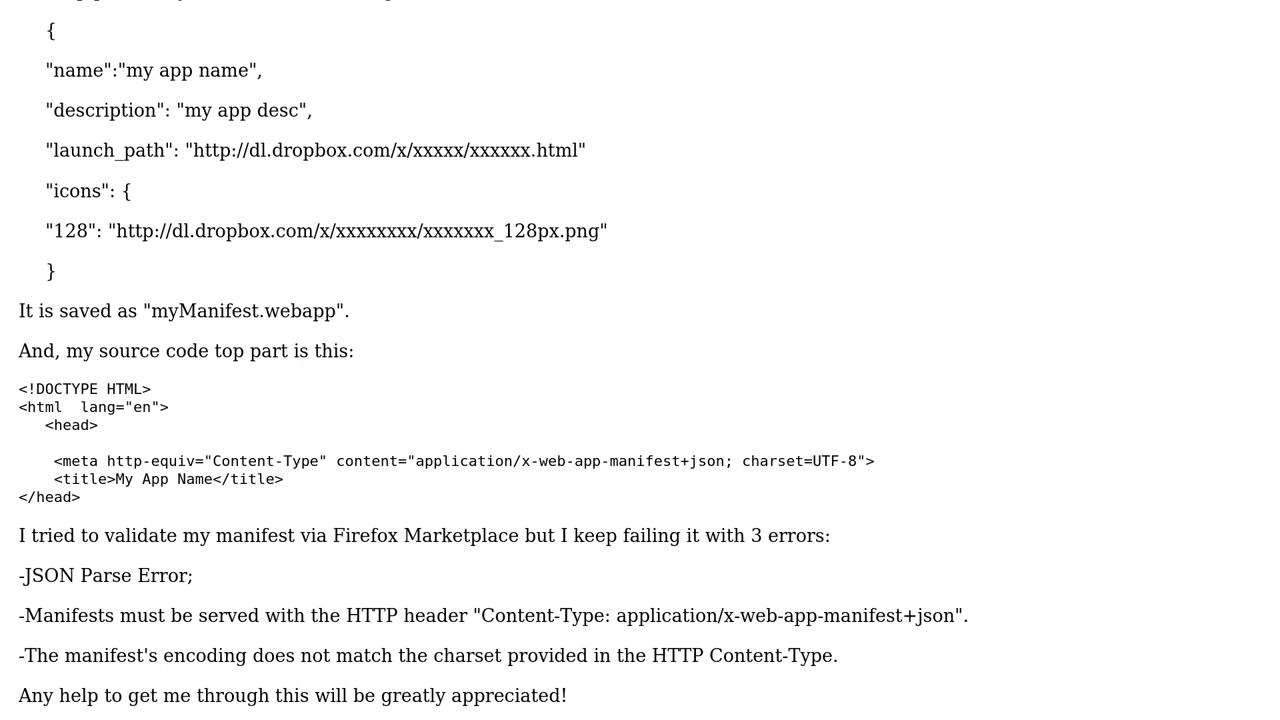 {
"name":"my app name",
"description": "my app desc",
"launch_path": "http://dl.dropbox.com/x/xxxxx/xxxxxx.html"
"icons": {
"128": "http://dl.dropbox.com/x/xxxxxxxx/xxxxxxx_128px.png"
}
It is saved as "myManifest.webapp".
And, my source code top part is this:
<!DOCTYPE HTML>
<html  lang="en">
   <head>
    <meta http-equiv="Content-Type" content="application/x-web-app-manifest+json; charset=UTF-8">
    <title>My App Name</title>
</head>
I tried to validate my manifest via Firefox Marketplace but I keep failing it with 3 errors:
-JSON Parse Error;
-Manifests must be served with the HTTP header "Content-Type: application/x-web-app-manifest+json".
-The manifest's encoding does not match the charset provided in the HTTP Content-Type.
Any help to get me through this will be greatly appreciated!